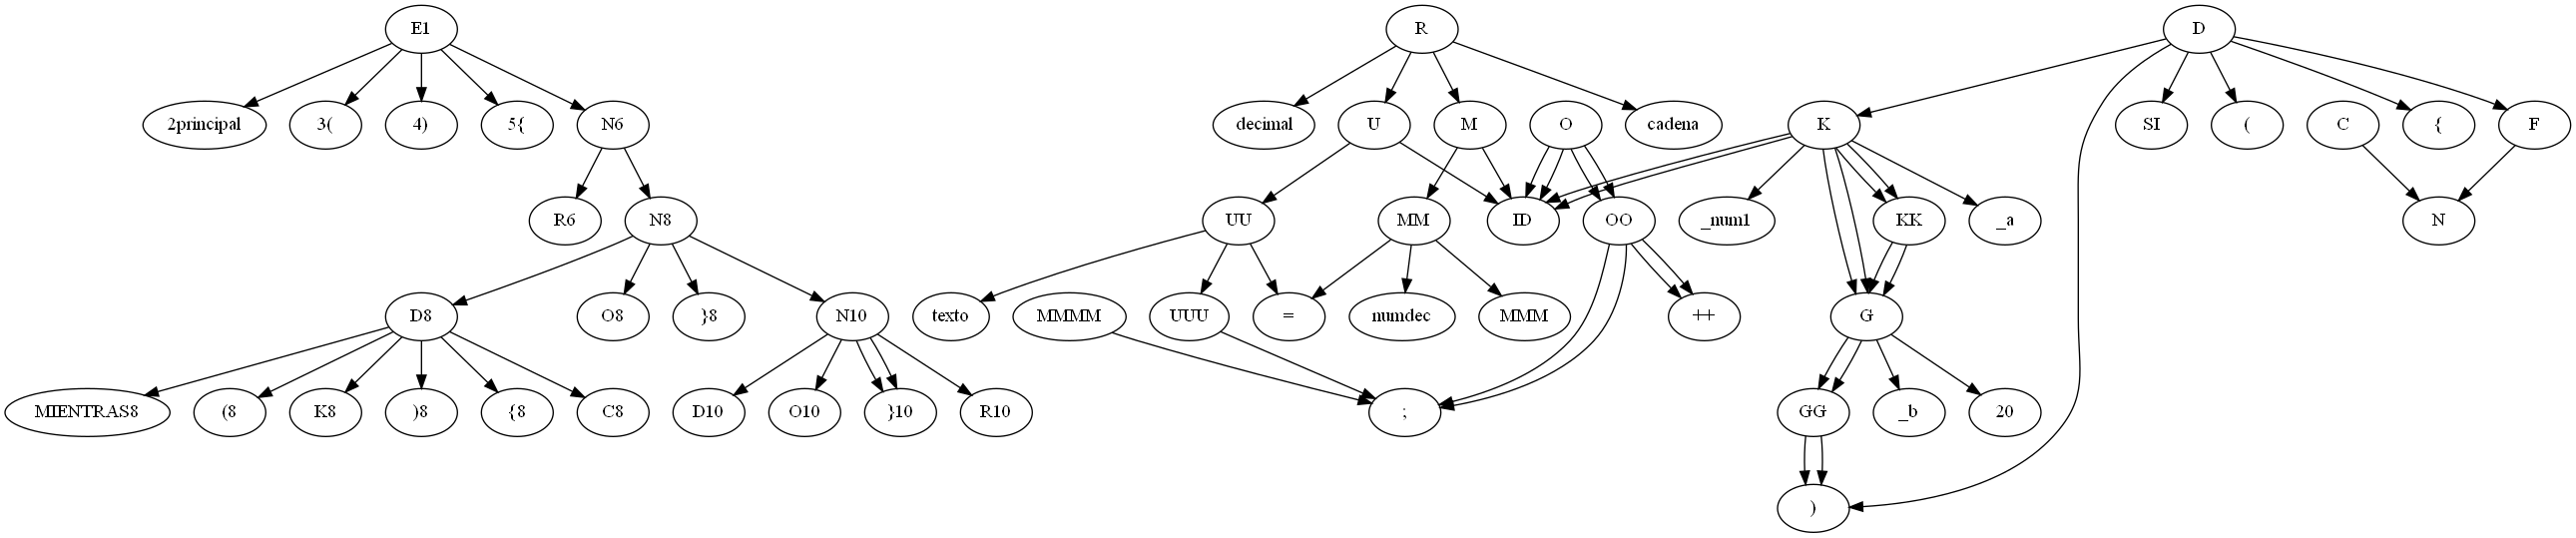 E1 R D
2principal 3( 4) 5{ N6 decimal U M O cadena K SI ( C { F
R6 N8 UU MM ID OO _num1 KK _a N
D8 O8 }8 N10 texto MMMM UUU = numdec MMM G ++
MIENTRAS8 (8 K8 )8 {8 C8 D10 O10 }10 R10 ; GG _b 20
)